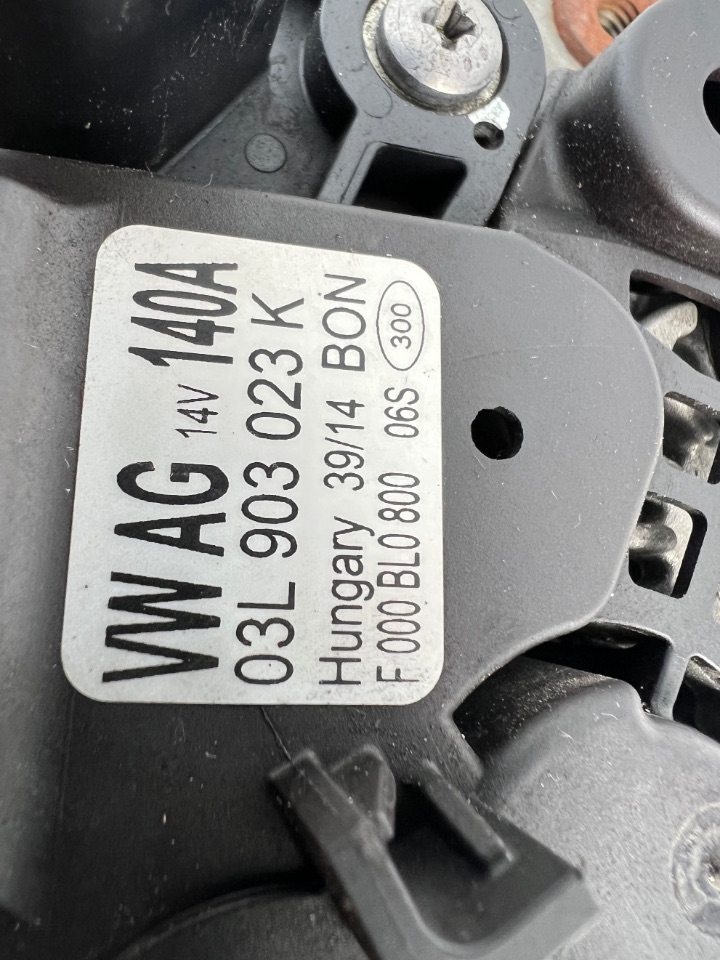 VW AG 14V 140A
03L 903 023 K
Hungary 39/14 BON
F 000 BL0 800 06S 300